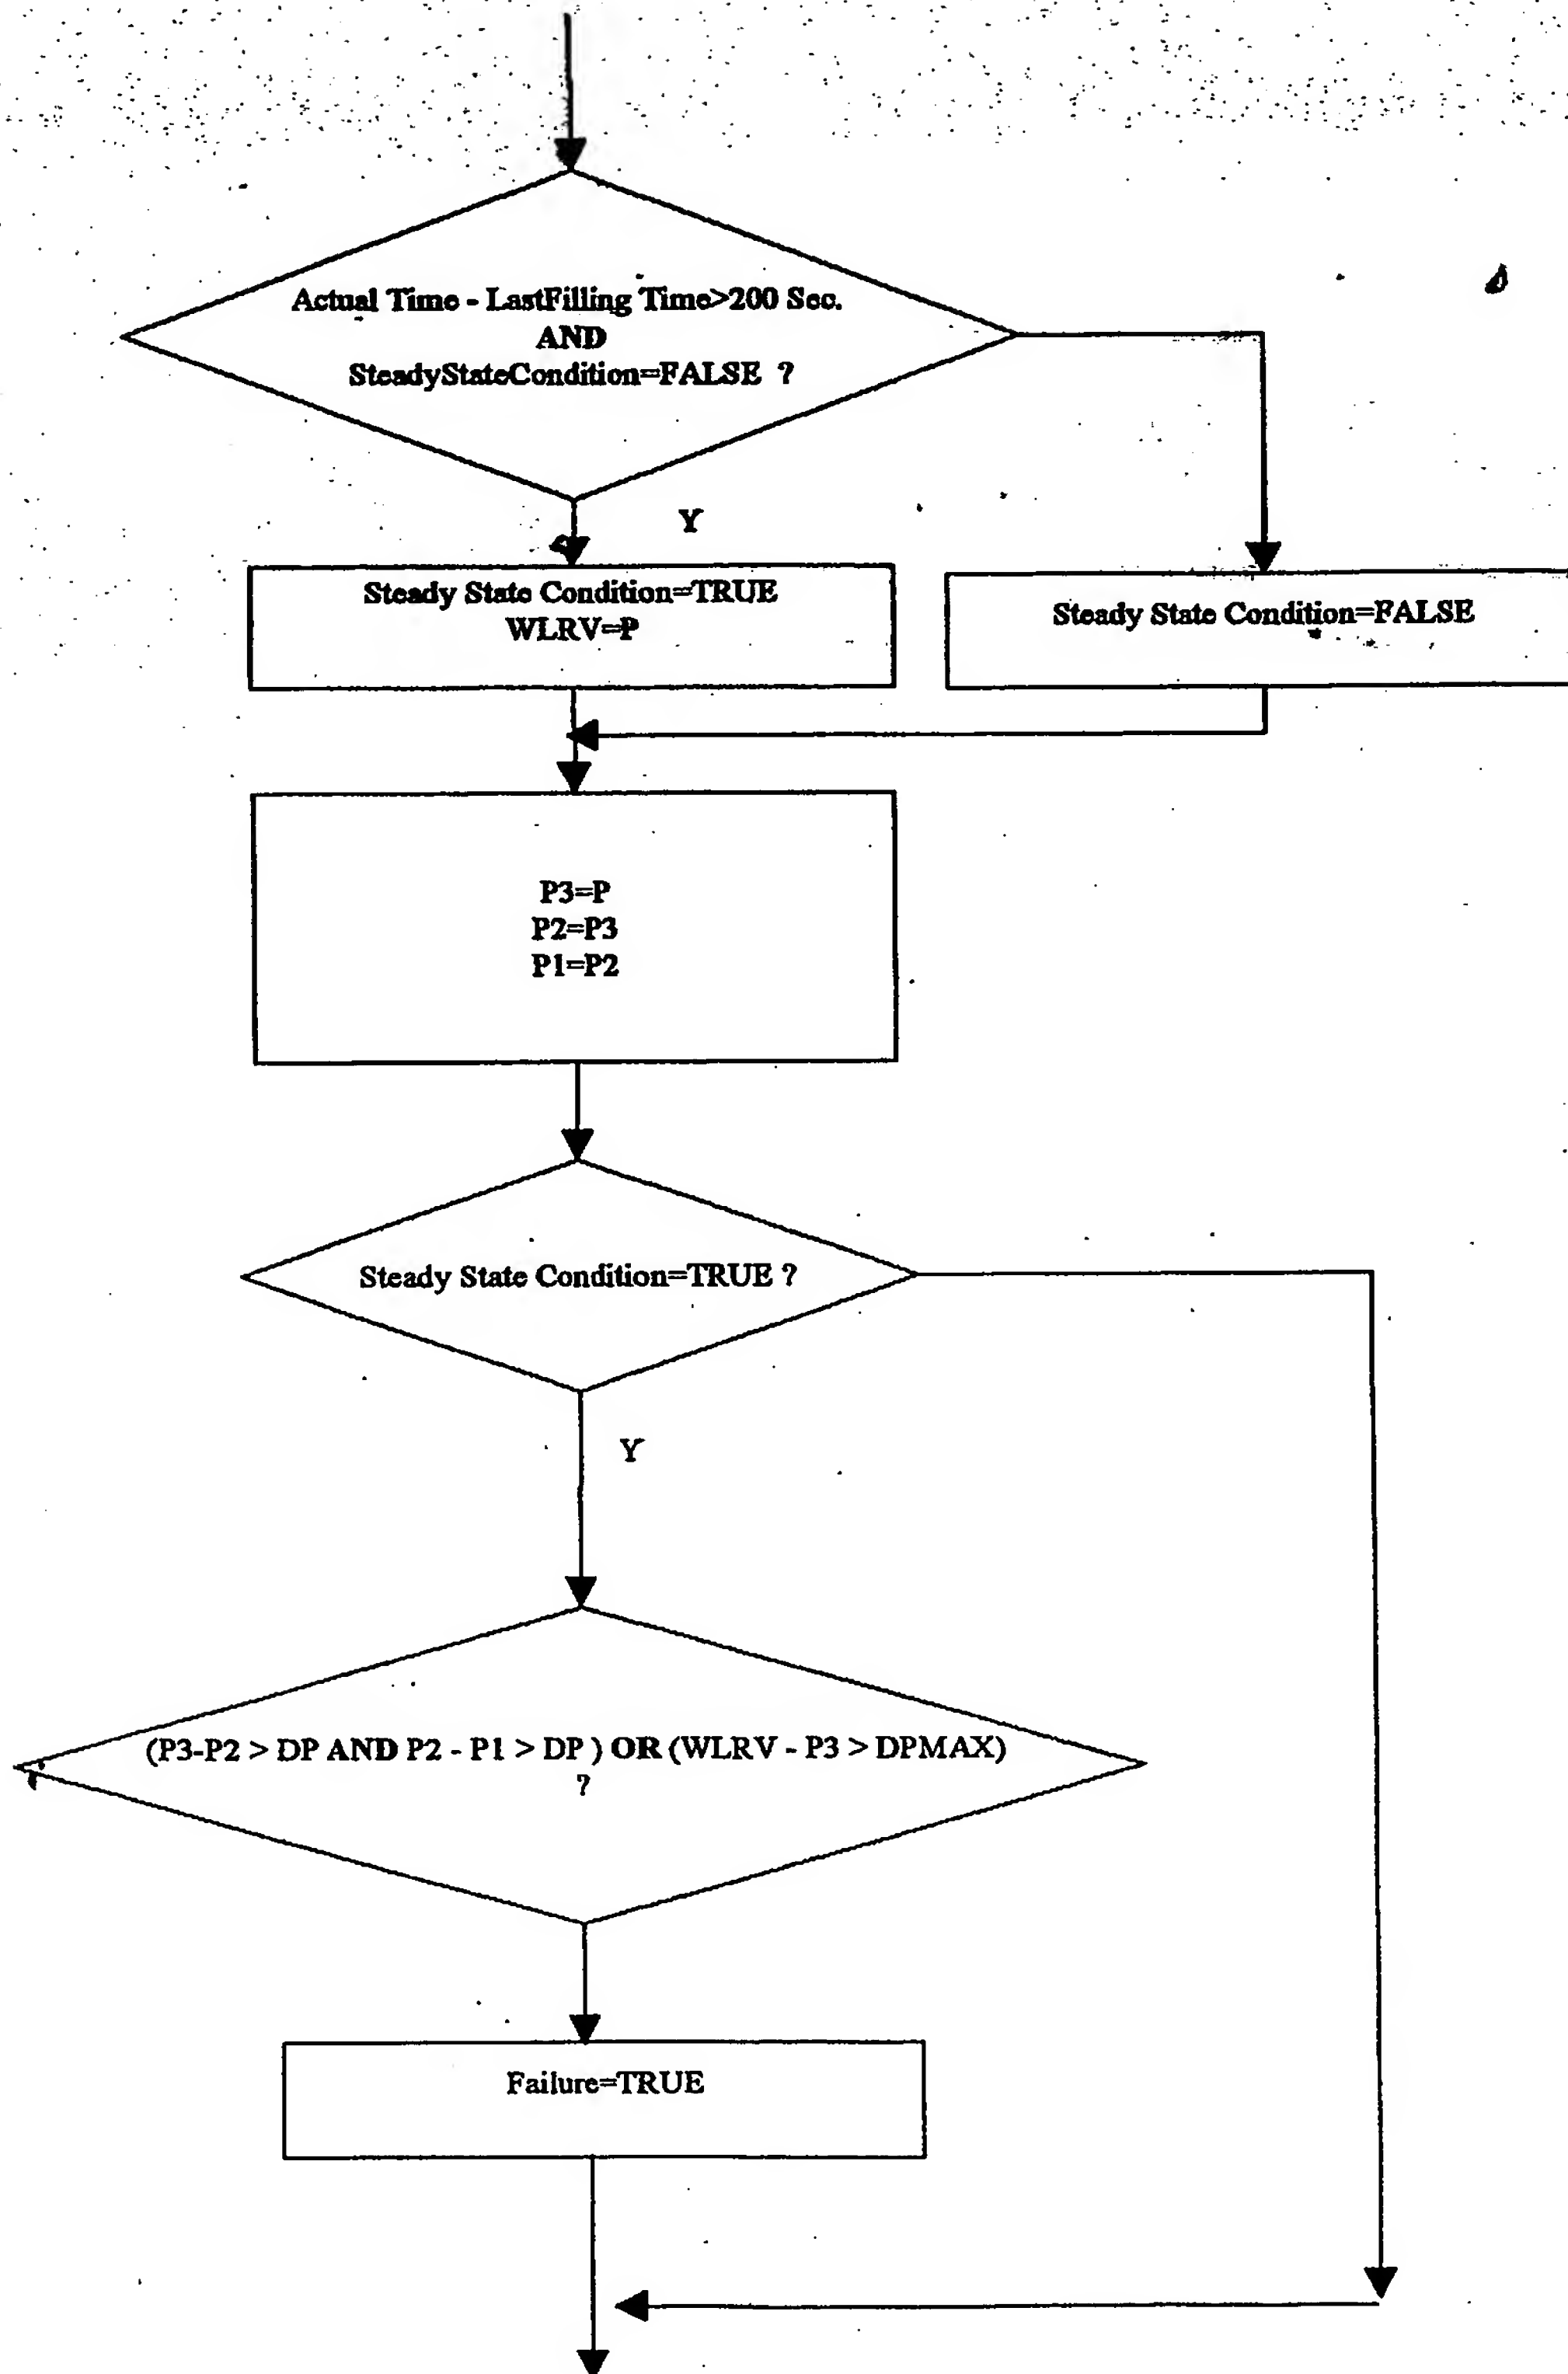 Actual Time - LastFilling Time>200 Sec.
AND
SteadyStateCondition=FALSE ?
Y
Steady State Condition=TRUE
WLRV=P
Steady State Condition=FALSE
P3=P
P2=P3
P1=P2
Steady State Condition=TRUE ?
Y
(P3-P2 > DP AND P2 - P1 > DP ) OR (WLRV - P3 > DPMAX)
?
Failure=TRUE